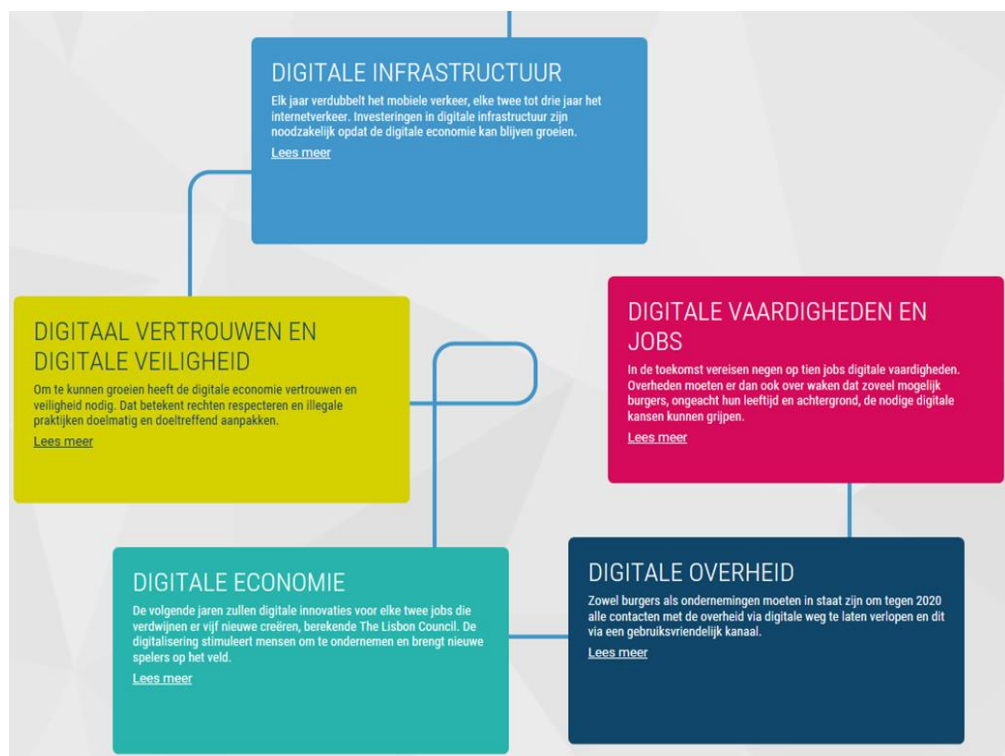 DIGITALE INFRASTRUCTUUR
Elk jaar verdubbelt het mobiele verkeer, elke twee tot drie jaar het
internetverkeer. Investeringen in digitale infrastructuur zijn
noodzakelijk opdat de digitale economie kan blijven groeien.
Lees meer
DIGITAAL VERTROUWEN EN
DIGITALE VEILIGHEID
Om te kunnen groeien heeft de digitale economie vertrouwen en
veiligheid nodig. Dat betekent rechten respecteren en illegale
praktijken doelmatig en doeltreffend aanpakken.
Lees meer
DIGITALE VAARDIGHEDEN EN
JOBS
In de toekomst vereisen negen op tien jobs digitale vaardigheden.
Overheden moeten er dan ook over waken dat zoveel mogelijk
burgers, ongeacht hun leeftijd en achtergrond, de nodige digitale
kansen kunnen grijpen.
Lees meer
DIGITALE ECONOMIE
De volgende jaren zullen digitale innovaties voor elke twee jobs die
verdwijnen er vijf nieuwe creëren, berekende The Lisbon Council. De
digitalisering stimuleert mensen om te ondernemen en brengt nieuwe
spelers op het veld.
Lees meer
DIGITALE OVERHEID
Zowel burgers als ondernemingen moeten in staat zijn om tegen 2020
alle contacten met de overheid via digitale weg te laten verlopen en dit
via een gebruiksvriendelijk kanaal.
Lees meer